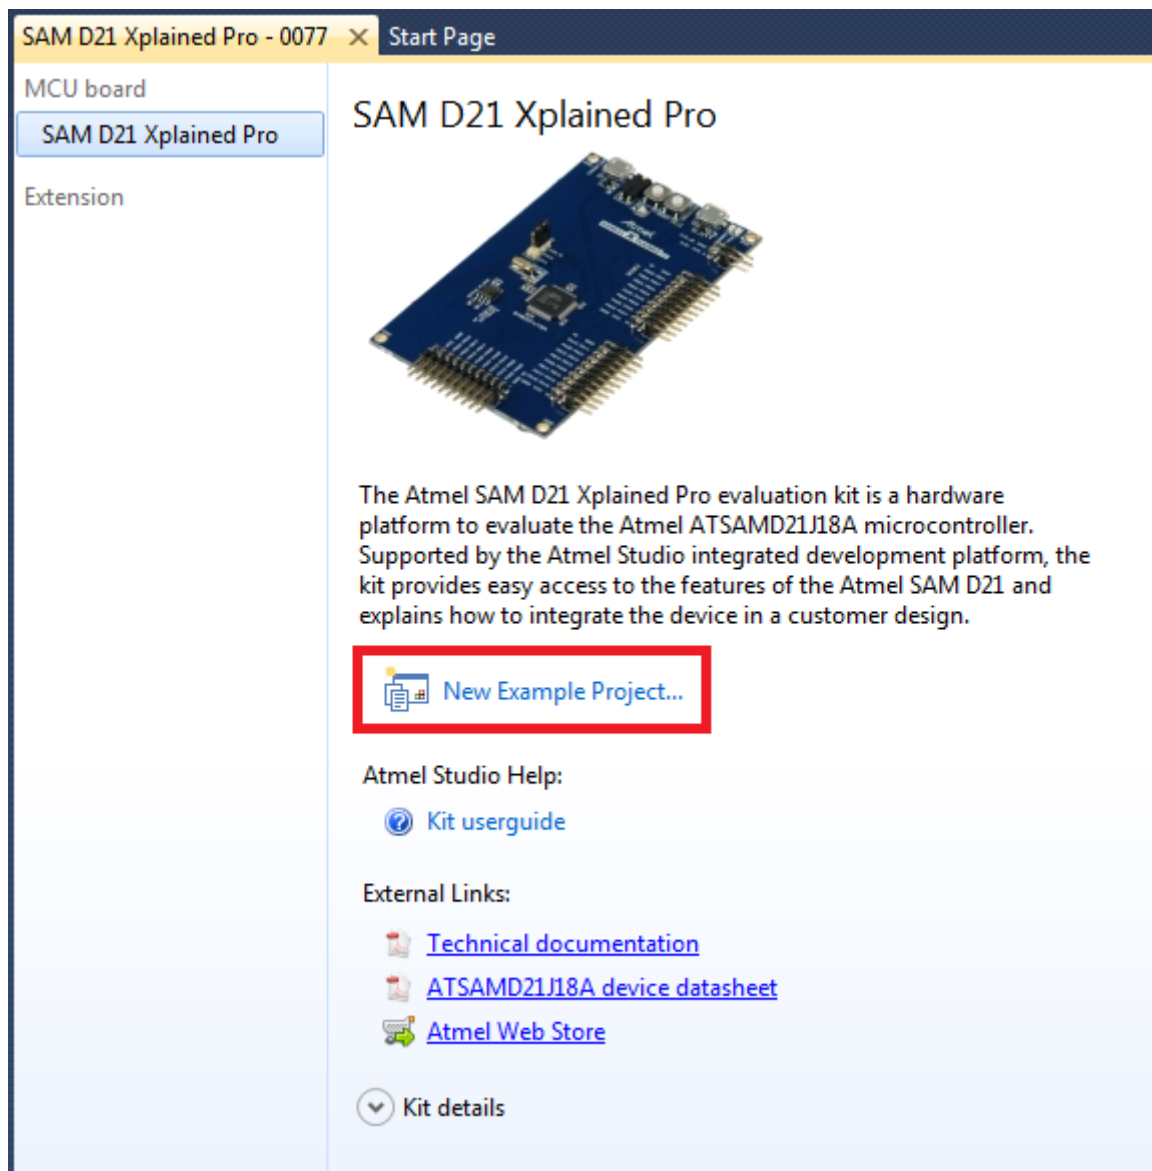 SAM D21 Xplained Pro - 0077
Start Page
MCU board
SAM D21 Xplained Pro
Extension
SAM D21 Xplained Pro
Atmel
The Atmel SAM D21 Xplained Pro evaluation kit is a hardware
platform to evaluate the Atmel ATSAMD21J18A microcontroller.
Supported by the Atmel Studio integrated development platform, the
kit provides easy access to the features of the Atmel SAM D21 and
explains how to integrate the device in a customer design.
New Example Project...
Atmel Studio Help:
Kit userguide
External Links:
Technical documentation
ATSAMD21J18A device datasheet
Atmel Web Store
Kit details